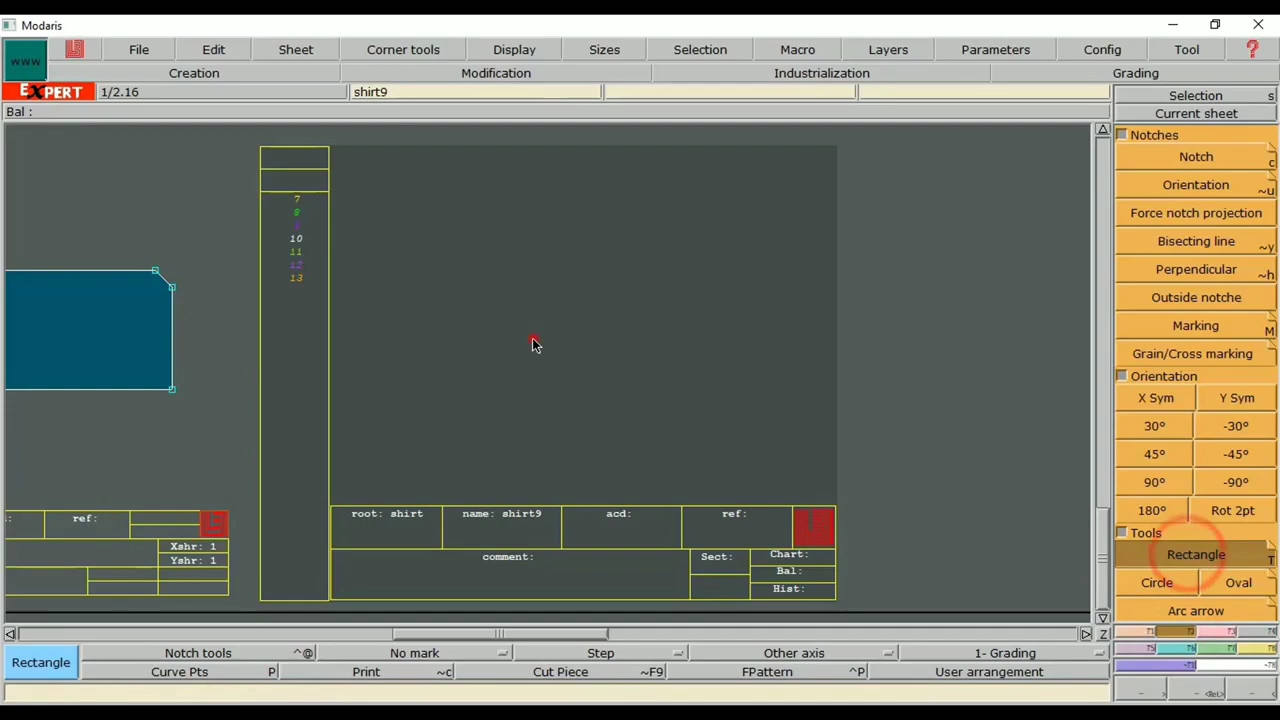 Modaris
www File Edit Sheet Corner tools Display Sizes Selection Macro Layers Parameters Config Tool ?
Creation Modification Industrialization Grading
EXPERT 1/2.16 shirt9
Selection s
Bal :
Current sheet
Notches
Notch c
Orientation ~u
Force notch projection
Bisecting line ~y
Perpendicular ~h
Outside notche
Marking M
Grain/Cross marking
Orientation
X Sym Y Sym
30° -30°
45° -45°
90° -90°
180° Rot 2pt
Tools
Rectangle T
Circle Oval
Arc arrow
7
8
10
11
12
13
ref:
Xshr: 1
Yshr: 1
root: shirt name: shirt9 acd: ref:
comment: Sect: Chart:
Bal:
Hist:
Z
Rectangle
Notch tools ^@ No mark Step Other axis 1- Grading
Curve Pts P Print ~c Cut Piece ~F9 FPattern ^P User arrangement